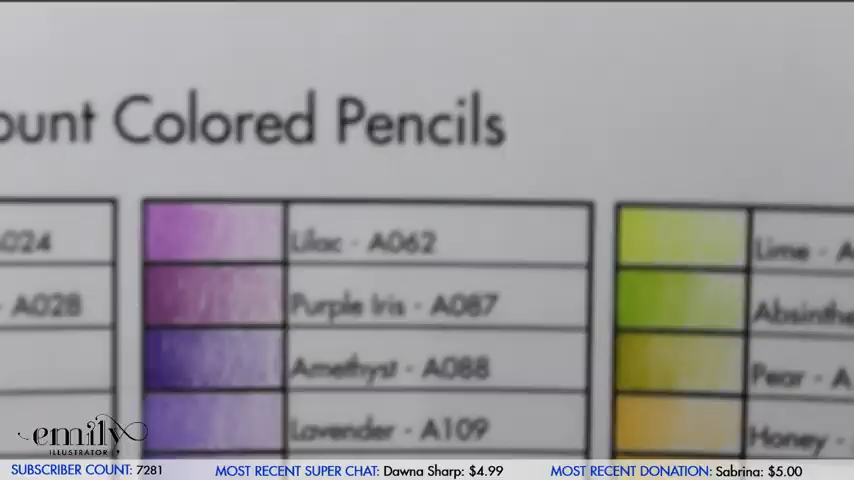 ount Colored Pencils
A024
Lilac - A062
Lime - A
- A028
Purple Iris - A087
Absinthe
Amethyst - A088
Pear - A
Lavender - A109
Honey -
emily
ILLUSTRATOR
SUBSCRIBER COUNT: 7281
MOST RECENT SUPER CHAT: Dawna Sharp: $4.99
MOST RECENT DONATION: Sabrina: $5.00